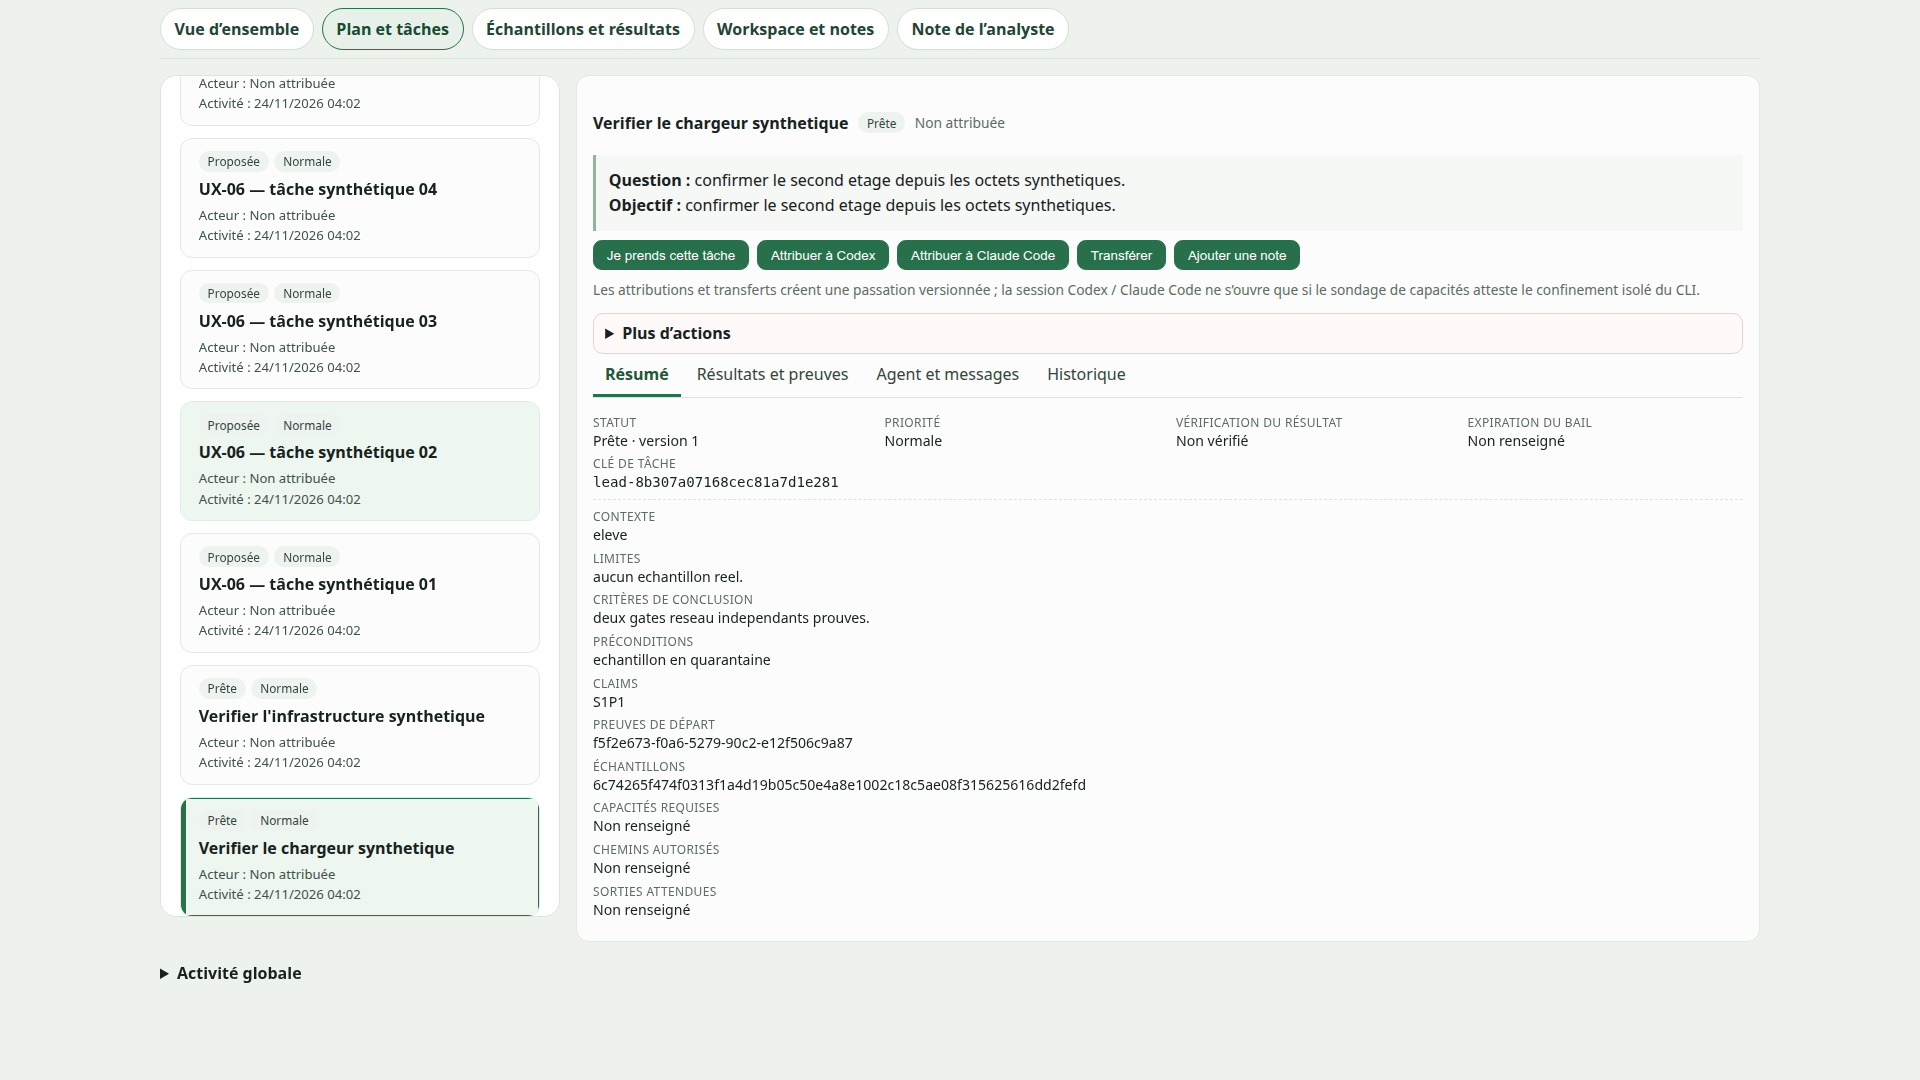 Vue d’ensemble
Plan et tâches
Échantillons et résultats
Workspace et notes
Note de l’analyste
Acteur : Non attribuée
Activité : 24/11/2026 04:02
Proposée Normale
UX-06 — tâche synthétique 04
Acteur : Non attribuée
Activité : 24/11/2026 04:02
Proposée Normale
UX-06 — tâche synthétique 03
Acteur : Non attribuée
Activité : 24/11/2026 04:02
Proposée Normale
UX-06 — tâche synthétique 02
Acteur : Non attribuée
Activité : 24/11/2026 04:02
Proposée Normale
UX-06 — tâche synthétique 01
Acteur : Non attribuée
Activité : 24/11/2026 04:02
Prête Normale
Verifier l'infrastructure synthetique
Acteur : Non attribuée
Activité : 24/11/2026 04:02
Prête Normale
Verifier le chargeur synthetique
Acteur : Non attribuée
Activité : 24/11/2026 04:02
Verifier le chargeur synthetique Prête Non attribuée
Question : confirmer le second etage depuis les octets synthetiques.
Objectif : confirmer le second etage depuis les octets synthetiques.
Je prends cette tâche
Attribuer à Codex
Attribuer à Claude Code
Transférer
Ajouter une note
Les attributions et transferts créent une passation versionnée ; la session Codex / Claude Code ne s’ouvre que si le sondage de capacités atteste le confinement isolé du CLI.
Plus d’actions
Résumé
Résultats et preuves
Agent et messages
Historique
STATUT
Prête · version 1
PRIORITÉ
Normale
VÉRIFICATION DU RÉSULTAT
Non vérifié
EXPIRATION DU BAIL
Non renseigné
CLÉ DE TÂCHE
lead-8b307a07168cec81a7d1e281
CONTEXTE
eleve
LIMITES
aucun echantillon reel.
CRITÈRES DE CONCLUSION
deux gates reseau independants prouves.
PRÉCONDITIONS
echantillon en quarantaine
CLAIMS
S1P1
PREUVES DE DÉPART
f5f2e673-f0a6-5279-90c2-e12f506c9a87
ÉCHANTILLONS
6c74265f474f0313f1a4d19b05c50e4a8e1002c18c5ae08f315625616dd2fefd
CAPACITÉS REQUISES
Non renseigné
CHEMINS AUTORISÉS
Non renseigné
SORTIES ATTENDUES
Non renseigné
Activité globale